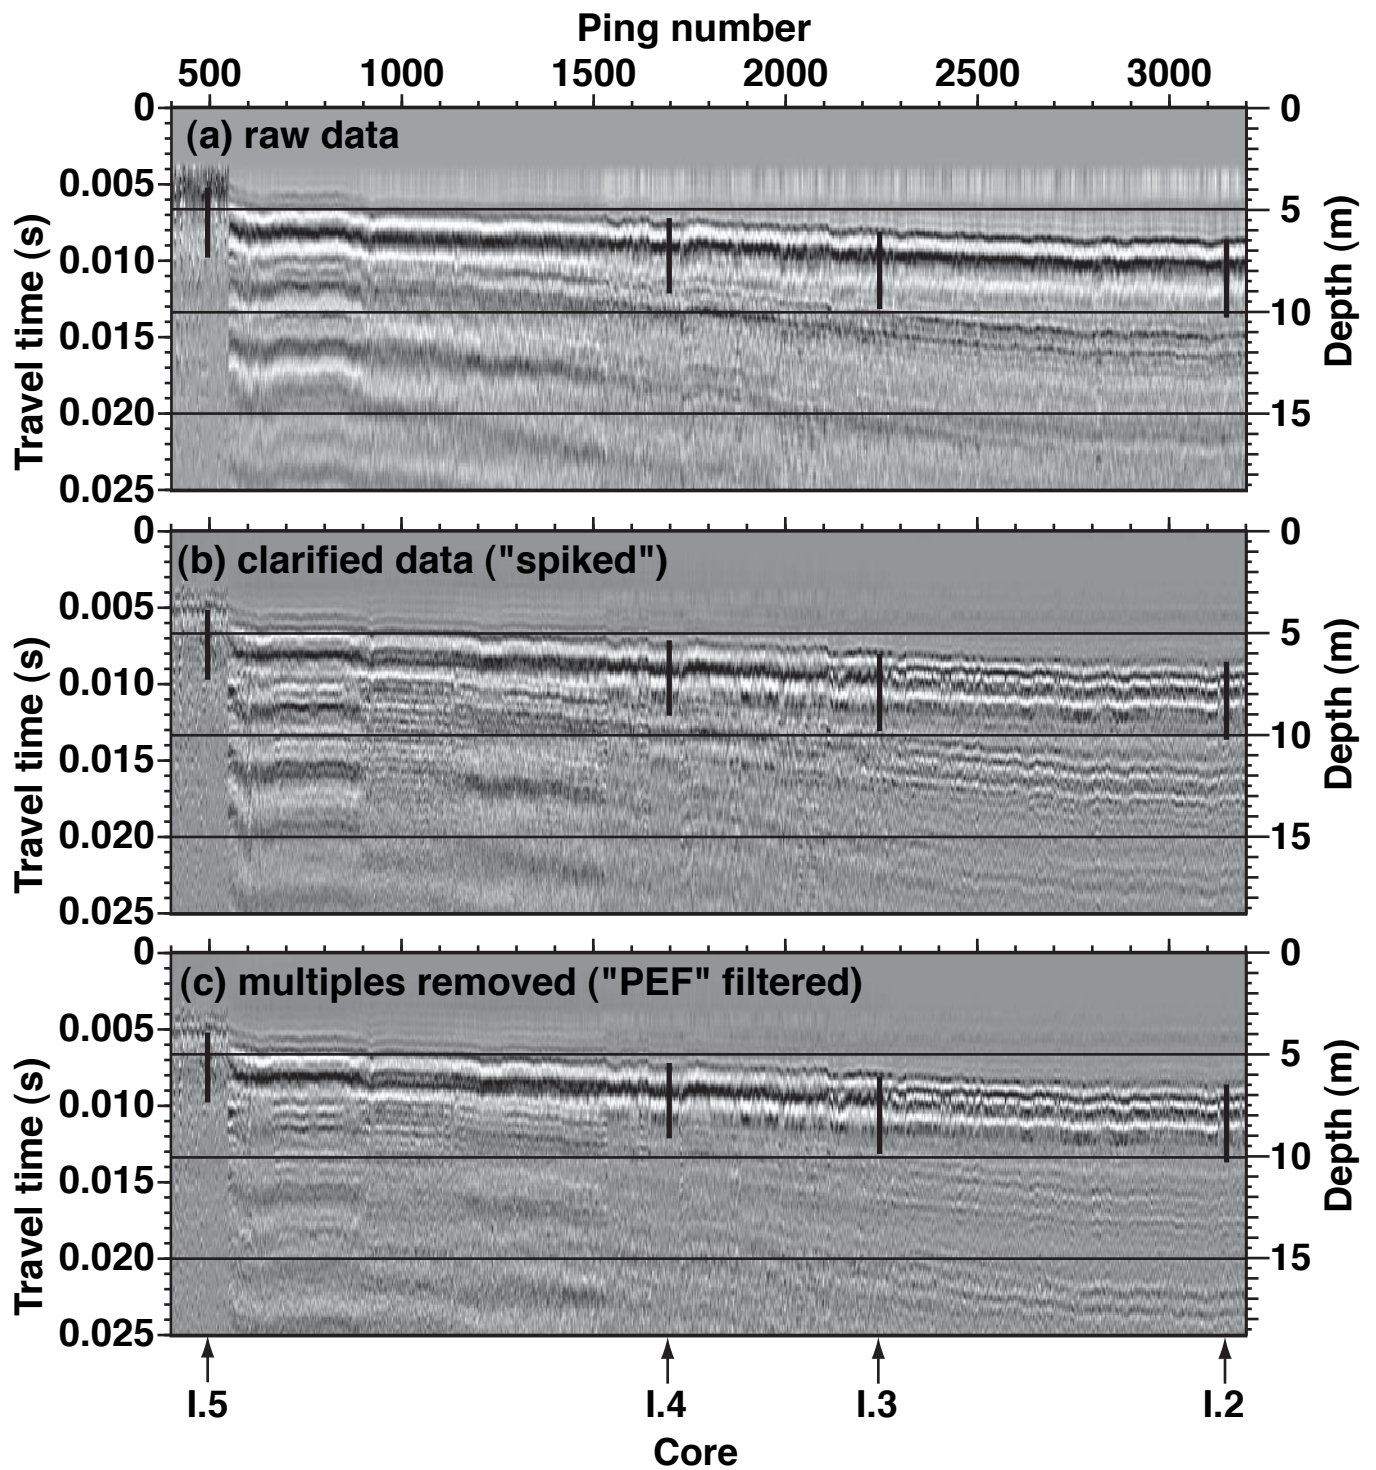 Ping number
500 1000 1500 2000 2500 3000
(a) raw data
0
0.005
0.010
0.015
0.020
0.025
Travel time (s)
0
5
10
15
Depth (m)
(b) clarified data ("spiked")
0
0.005
0.010
0.015
0.020
0.025
Travel time (s)
0
5
10
15
Depth (m)
(c) multiples removed ("PEF" filtered)
0
0.005
0.010
0.015
0.020
0.025
Travel time (s)
0
5
10
15
Depth (m)
I.5 I.4 I.3 I.2
Core